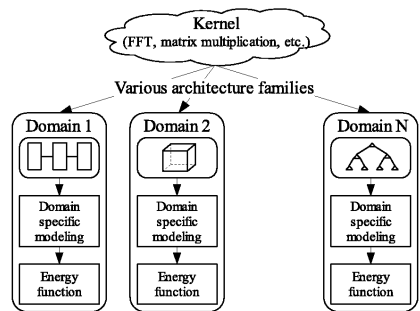 Kernel
(FFT, matrix multiplication, etc.)
Various architecture families
Domain 1
Domain 2
Domain N
Domain
specific
modeling
Domain
specific
modeling
Domain
specific
modeling
Energy
function
Energy
function
Energy
function